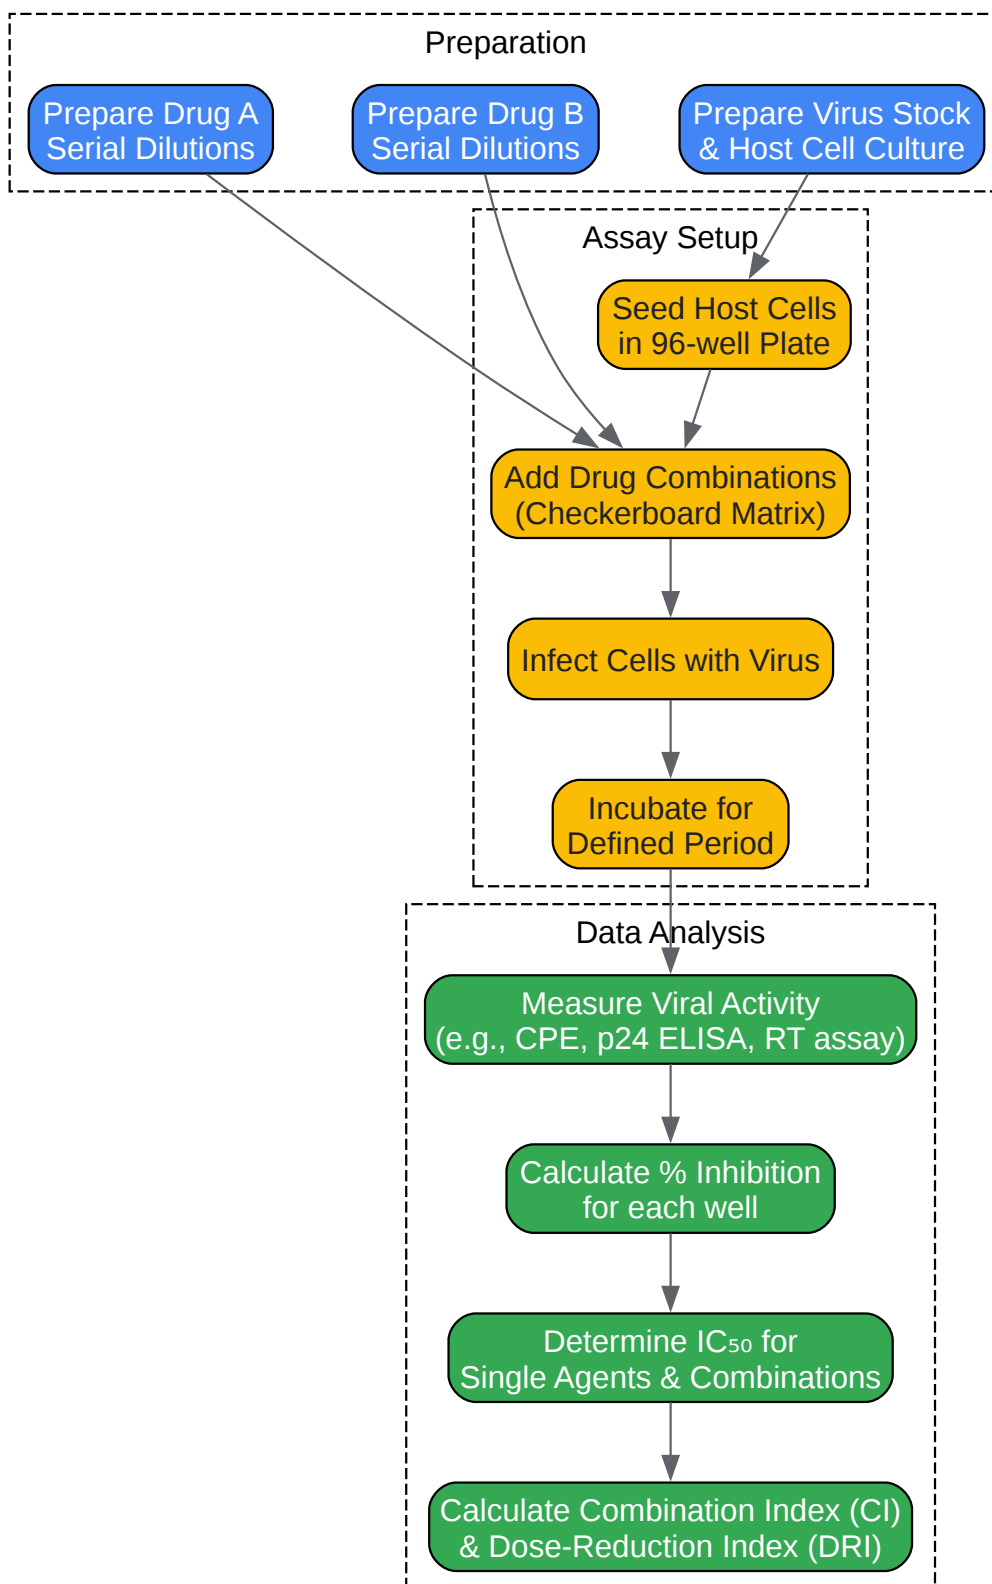 Preparation
Prepare Drug A
Serial Dilutions
Prepare Drug B
Serial Dilutions
Prepare Virus Stock
& Host Cell Culture
Assay Setup
Seed Host Cells
in 96-well Plate
Add Drug Combinations
(Checkerboard Matrix)
Infect Cells with Virus
Incubate for
Defined Period
Data Analysis
Measure Viral Activity
(e.g., CPE, p24 ELISA, RT assay)
Calculate % Inhibition
for each well
Determine IC₅₀ for
Single Agents & Combinations
Calculate Combination Index (CI)
& Dose-Reduction Index (DRI)